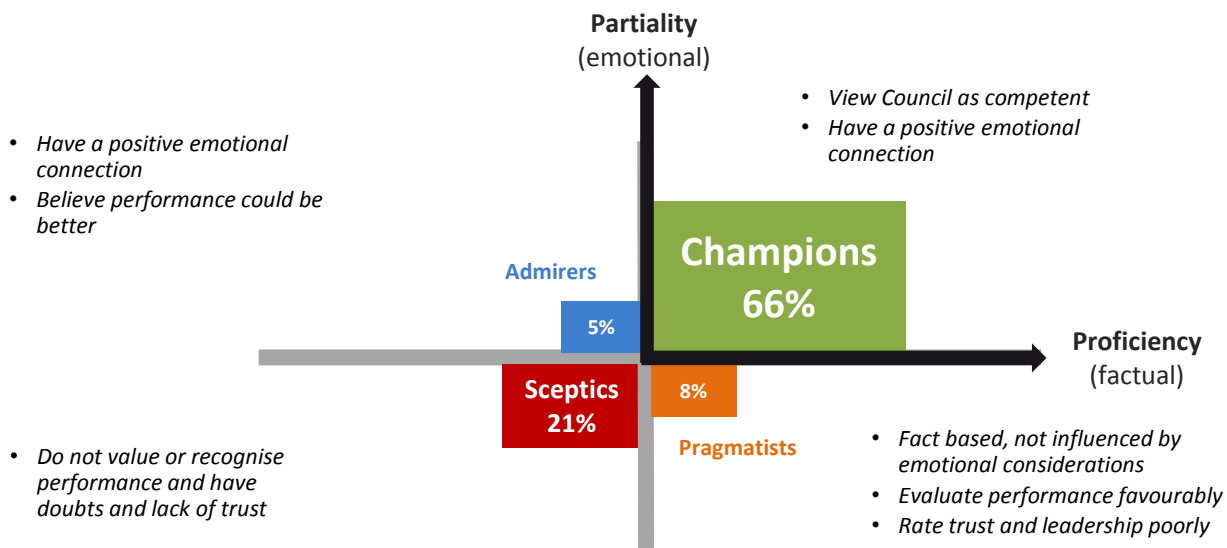 Partiality
(emotional)
• View Council as competent
• Have a positive emotional
connection
• Have a positive emotional
connection
• Believe performance could be
better
Admirers
5%
Champions
66%
Proficiency
(factual)
Sceptics
21%
8%
Pragmatists
• Do not value or recognise
performance and have
doubts and lack of trust
• Fact based, not influenced by
emotional considerations
• Evaluate performance favourably
• Rate trust and leadership poorly